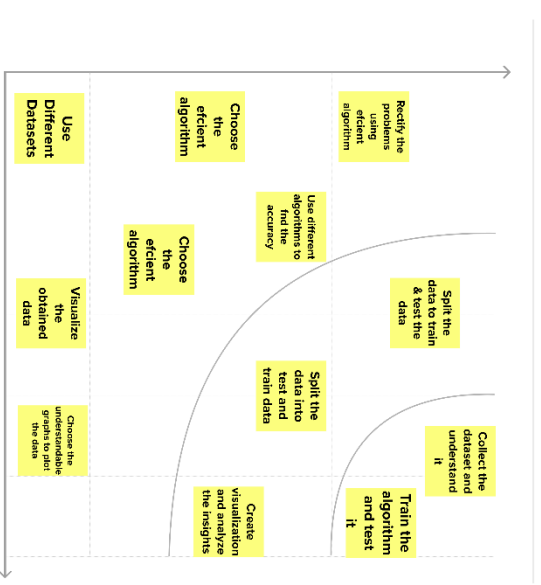 Collect the
dataset and
understand
it
Split the
data to train
& test the
data
Rectify the
problems
using
efcient
algorithm
Train the
algorithm
and test
it
Use different
algorithms to
fnd the
accuracy
Split the
data into
test and
train data
Choose
the
efcient
algorithm
Create
visualization
and analyze
the insights
Choose
the
efcient
algorithm
Use
Different
Datasets
Visualize
the
obtained
data
Choose the
understandable
graphs to plot
the data